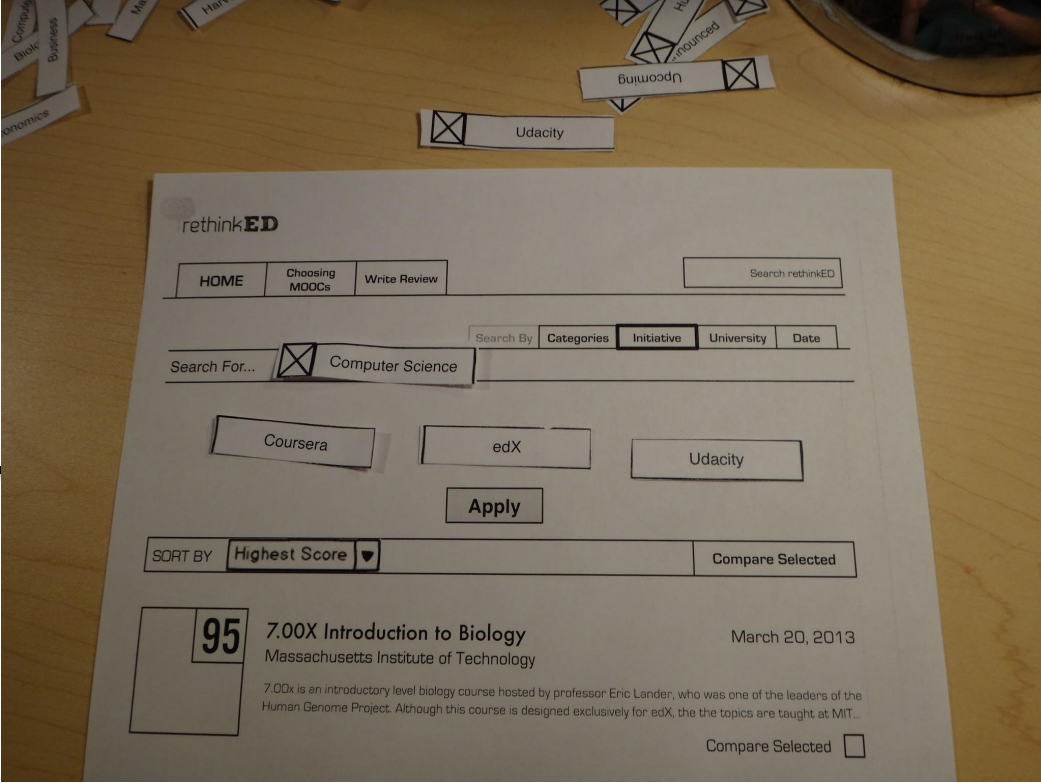 Business
Upcoming
Udacity
rethinkED
HOME
Choosing
MOOCs
Write Review
Search rethinkED
Search By
Categories
Initiative
University
Date
Search For...
Computer Science
Coursera
edX
Udacity
Apply
SORT BY
Highest Score
Compare Selected
95
7.00X Introduction to Biology
March 20, 2013
Massachusetts Institute of Technology
7.00x is an introductory level biology course hosted by professor Eric Lander, who was one of the leaders of the
Human Genome Project. Although this course is designed exclusively for edX, the the topics are taught at MIT...
Compare Selected